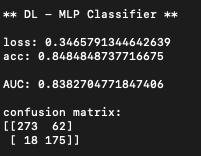 ** DL - MLP Classifier **
loss: 0.3465791344642639
acc: 0.8484848737716675
AUC: 0.8382704771847406
confusion matrix:
[[273 62]
[ 18 175]]